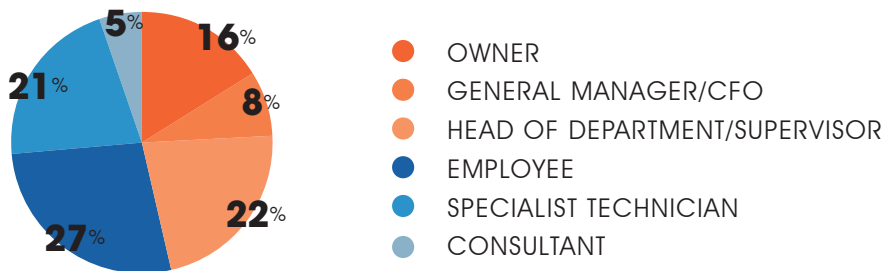 5%
16%
21%
8%
22%
27%
OWNER
GENERAL MANAGER/CFO
HEAD OF DEPARTMENT/SUPERVISOR
EMPLOYEE
SPECIALIST TECHNICIAN
CONSULTANT